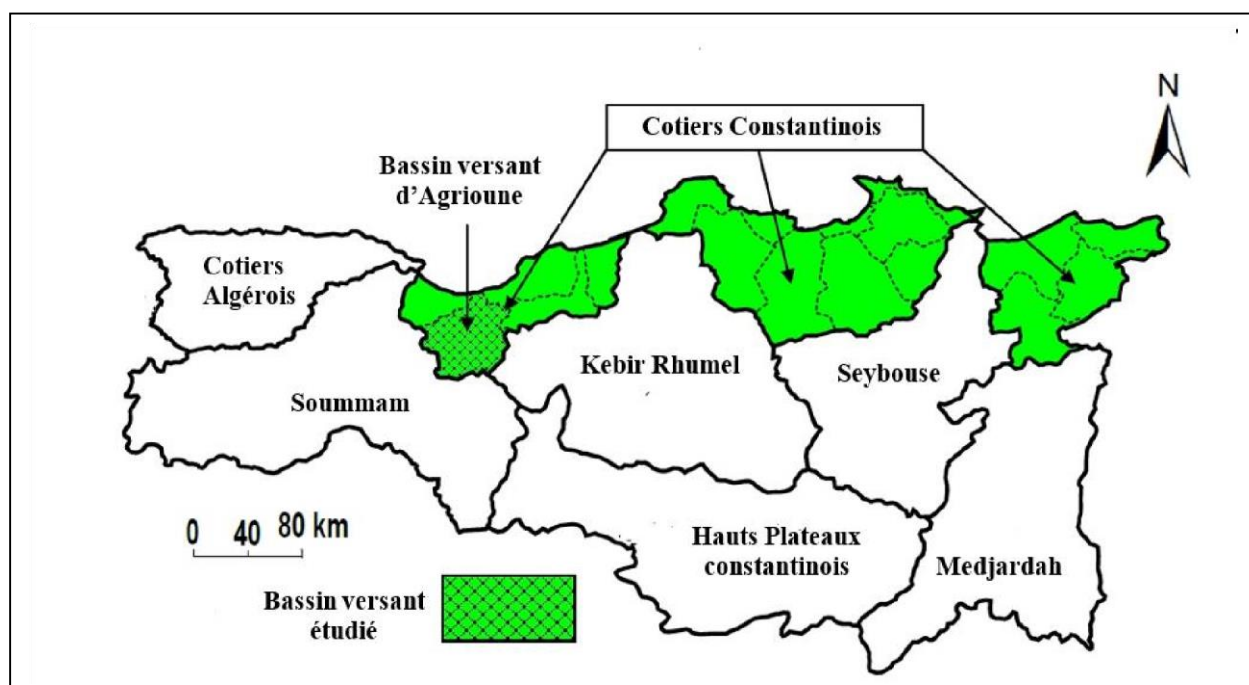 N
Cotiers Constantinois
Bassin versant
d’Agrioune
Cotiers
Algérois
Kebir Rhumel
Seybouse
Soummam
0 40 80 km
Hauts Plateaux
constantinois
Medjardah
Bassin versant
étudié